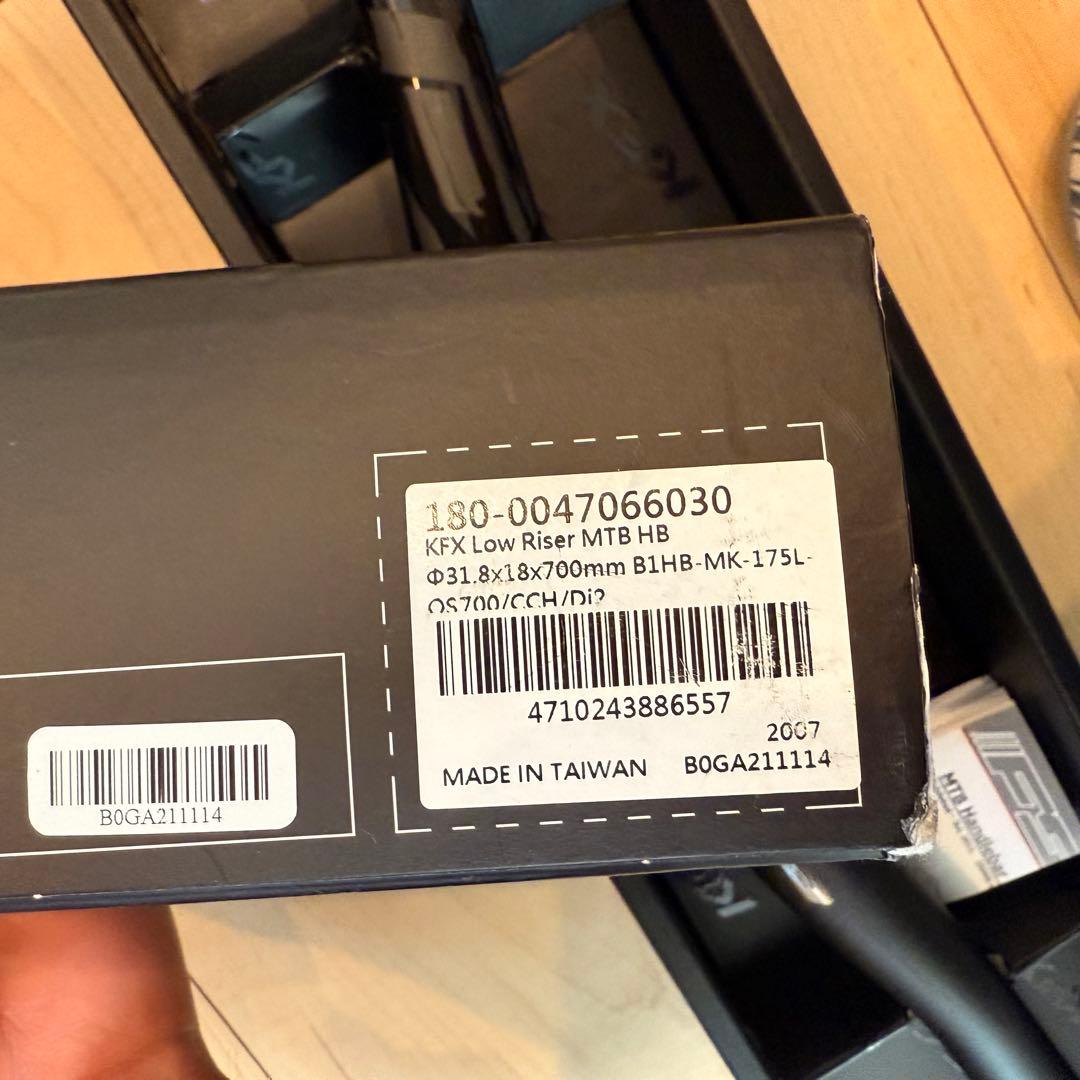 180-0047066030
KFX Low Riser MTB HB
Φ31.8x18x700mm B1HB-MK-175L-
OS700/CCH/Di2
4710243886557
2007
MADE IN TAIWAN B0GA211114
B0GA211114
MTB Handlebar